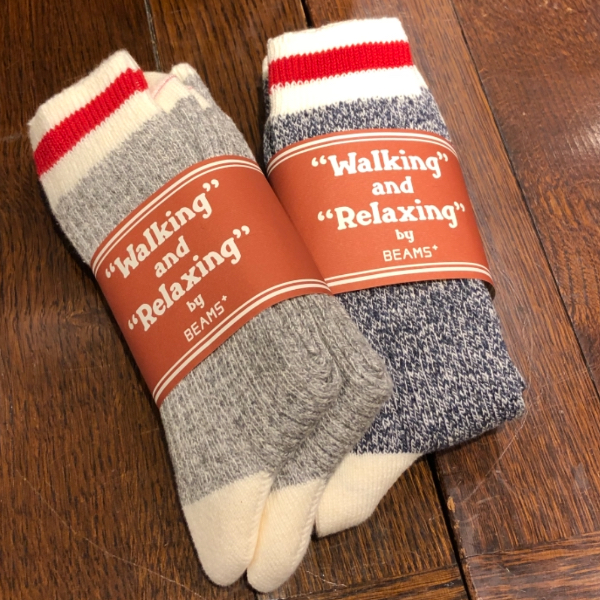 “Walking”
and
“Relaxing”
by
BEAMS⁺
“Walking”
and
“Relaxing”
by
BEAMS⁺